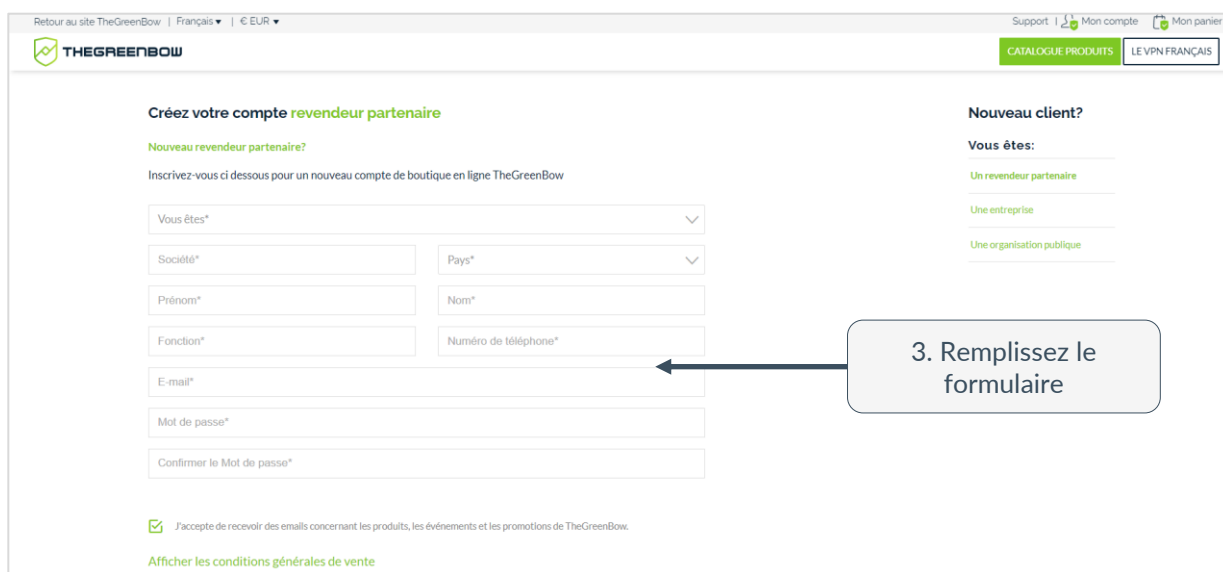 Retour au site TheGreenBow | Français ▾ | € EUR ▾ Support | Mon compte Mon panier
THEGREENBOW CATALOGUE PRODUITS LE VPN FRANÇAIS
Créez votre compte revendeur partenaire
Nouveau revendeur partenaire?
Inscrivez-vous ci dessous pour un nouveau compte de boutique en ligne TheGreenBow
Vous êtes*
Société* Pays*
Prénom* Nom*
Fonction* Numéro de téléphone*
E-mail*
Mot de passe*
Confirmer le Mot de passe*
J'accepte de recevoir des emails concernant les produits, les événements et les promotions de TheGreenBow.
Afficher les conditions générales de vente
Nouveau client?
Vous êtes:
Un revendeur partenaire
Une entreprise
Une organisation publique
3. Remplissez le
formulaire